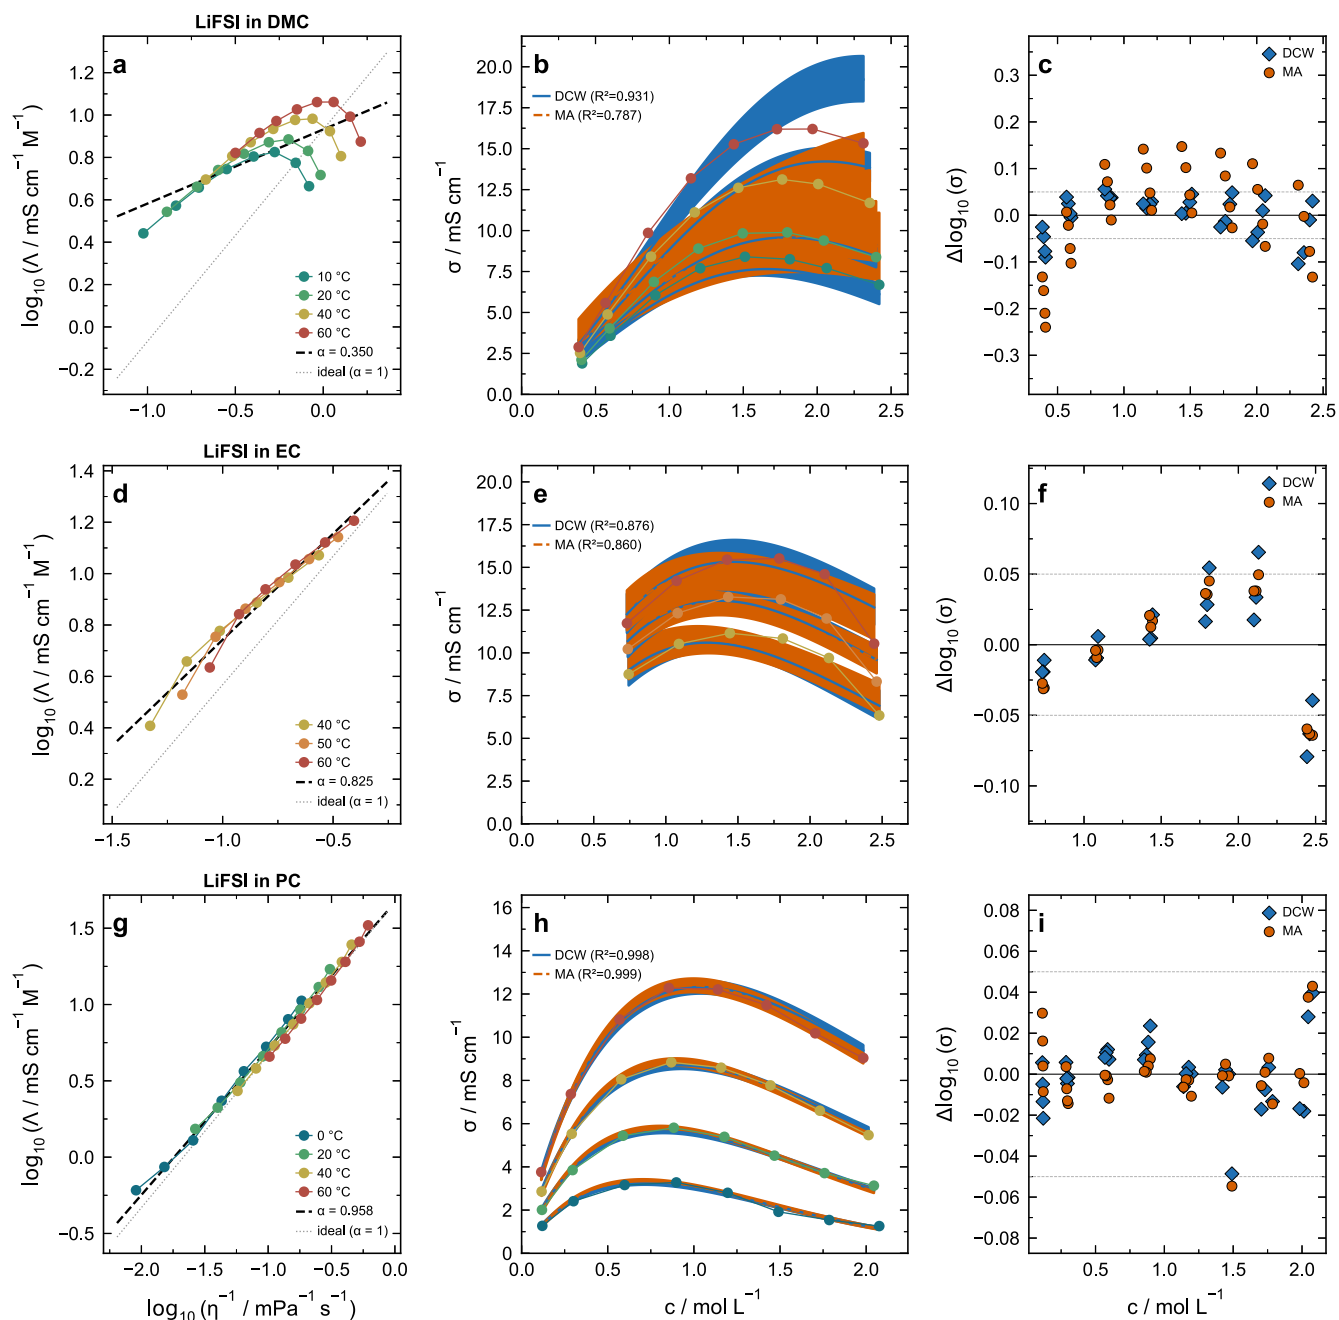 LiFSI in DMC
a
log₁₀ (Λ / mS cm⁻¹ M⁻¹)
1.2
1.0
0.8
0.6
0.4
0.2
0.0
−0.2
−1.0
−0.5
0.0
10 °C
20 °C
40 °C
60 °C
α = 0.350
ideal (α = 1)
b
σ / mS cm⁻¹
20.0
17.5
15.0
12.5
10.0
7.5
5.0
2.5
0.0
0.0
0.5
1.0
1.5
2.0
2.5
DCW (R²=0.931)
MA (R²=0.787)
c
Δlog₁₀ (σ)
0.3
0.2
0.1
0.0
−0.1
−0.2
−0.3
0.5
1.0
1.5
2.0
2.5
DCW
MA
LiFSI in EC
d
log₁₀ (Λ / mS cm⁻¹ M⁻¹)
1.4
1.2
1.0
0.8
0.6
0.4
0.2
−1.5
−1.0
−0.5
40 °C
50 °C
60 °C
α = 0.825
ideal (α = 1)
e
σ / mS cm⁻¹
20.0
17.5
15.0
12.5
10.0
7.5
5.0
2.5
0.0
0.0
0.5
1.0
1.5
2.0
2.5
DCW (R²=0.876)
MA (R²=0.860)
f
Δlog₁₀ (σ)
0.10
0.05
0.00
−0.05
−0.10
1.0
1.5
2.0
2.5
DCW
MA
LiFSI in PC
g
log₁₀ (Λ / mS cm⁻¹ M⁻¹)
1.5
1.0
0.5
0.0
−0.5
−2.0
−1.5
−1.0
−0.5
0.0
log₁₀ (η⁻¹ / mPa⁻¹ s⁻¹)
0 °C
20 °C
40 °C
60 °C
α = 0.958
ideal (α = 1)
h
σ / mS cm⁻¹
16
14
12
10
8
6
4
2
0
0.0
0.5
1.0
1.5
2.0
c / mol L⁻¹
DCW (R²=0.998)
MA (R²=0.999)
i
Δlog₁₀ (σ)
0.08
0.06
0.04
0.02
0.00
−0.02
−0.04
−0.06
−0.08
0.5
1.0
1.5
2.0
c / mol L⁻¹
DCW
MA